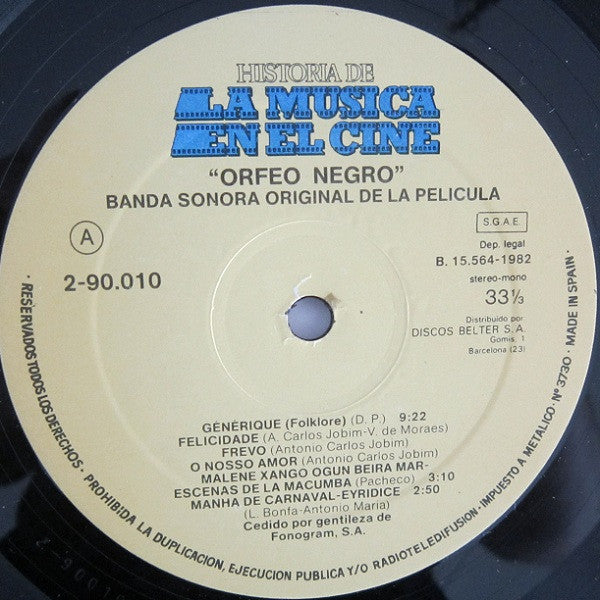 HISTORIA DE
LA MUSICA
EN EL CINE
"ORFEO NEGRO"
BANDA SONORA ORIGINAL DE LA PELICULA
A
2-90.010
S.G.A.E.
Dep. legal
B. 15.564-1982
stereo-mono
33⅓
Distribuido por
DISCOS BELTER S.A.
Gomis, 1
Barcelona (23)
GÉNÉRIQUE (Folklore) (D. P.) 9:22
FELICIDADE (A. Carlos Jobim-V. de Moraes)
FREVO (Antonio Carlos Jobim)
O NOSSO AMOR (Antonio Carlos Jobim)
MALENE XANGO OGUN BEIRA MAR-
ESCENAS DE LA MACUMBA (Pacheco) 3:10
MANHA DE CARNAVAL-EYRIDICE 2:50
(L. Bonfa-Antonio Maria)
Cedido por gentileza de
Fonogram, S.A.
· RESERVADOS TODOS LOS DERECHOS · PROHIBIDA LA DUPLICACION, EJECUCION PUBLICA Y/O RADIOTELEDIFUSION · IMPUESTO A METALICO · Nº 3730 · MADE IN SPAIN ·